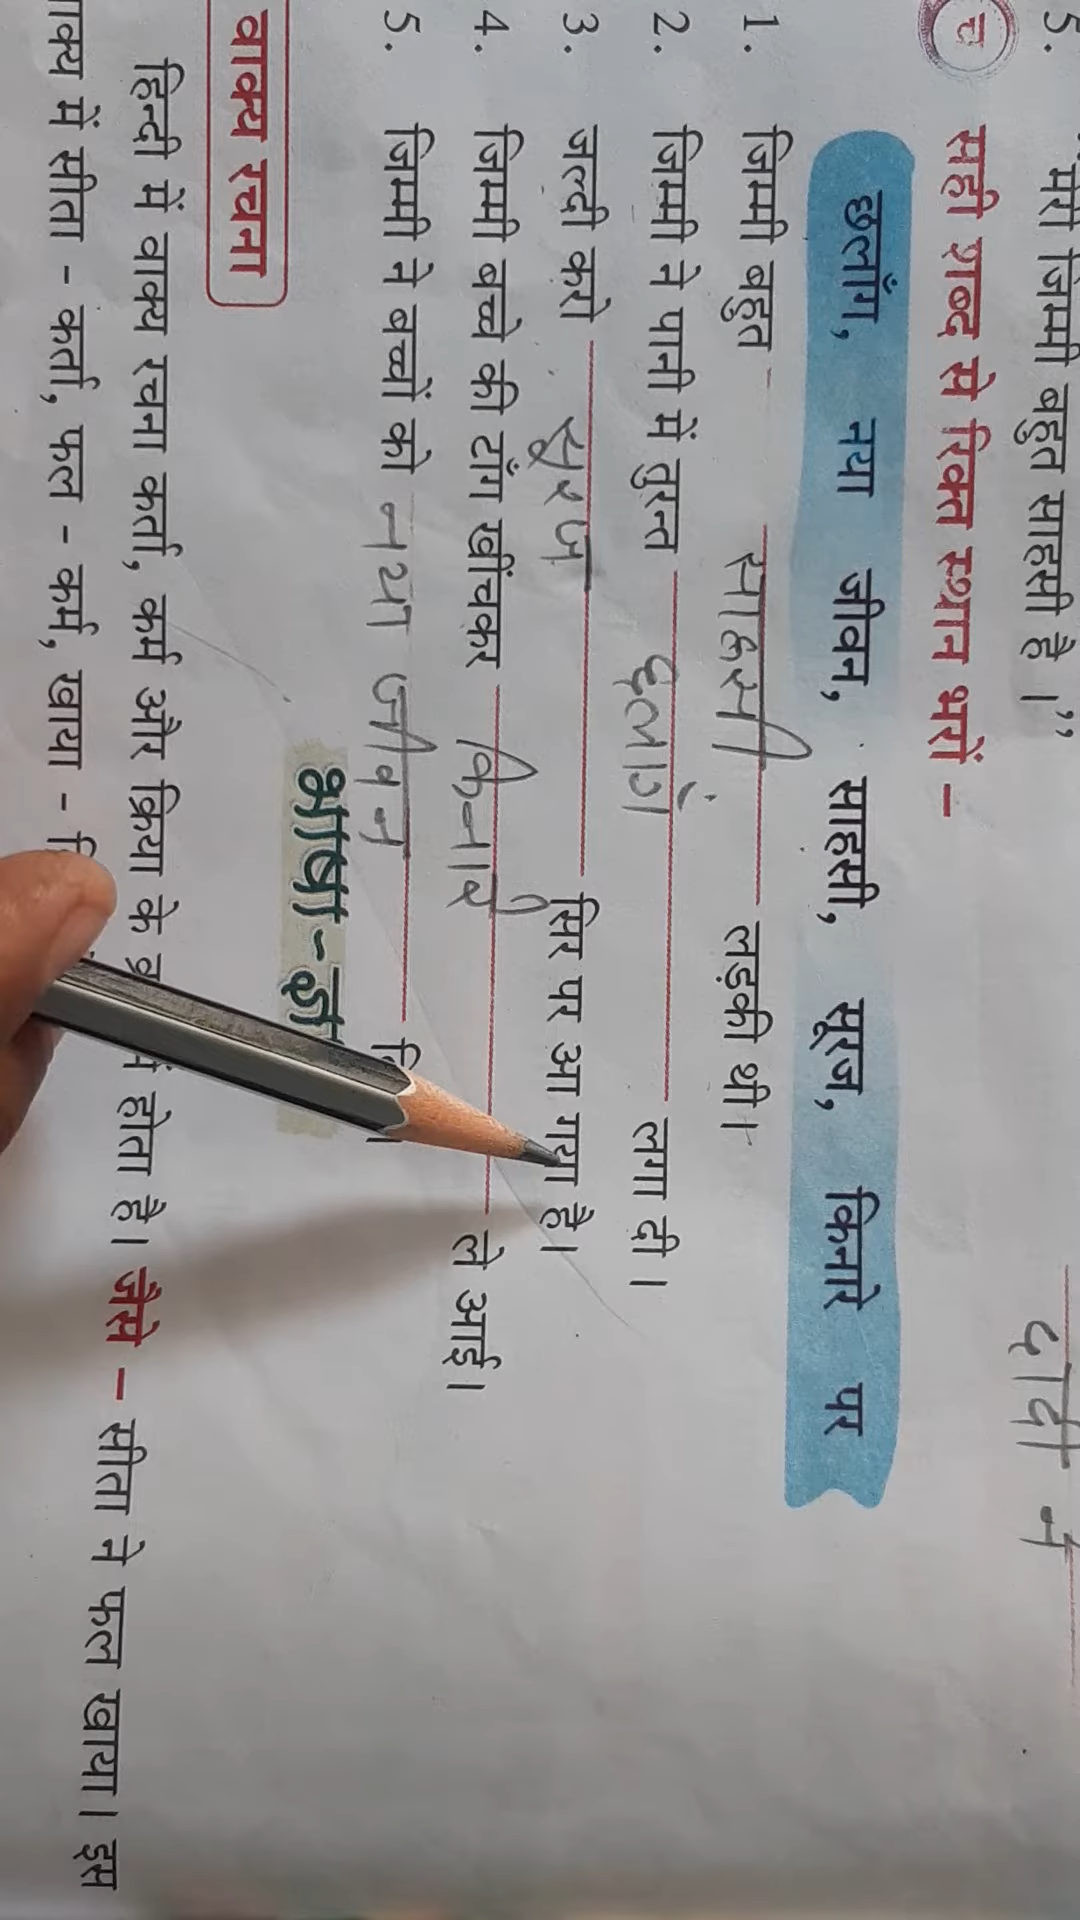 5. "मेरी जिम्मी बहुत साहसी है।" दादी ने
च सही शब्द से रिक्त स्थान भरों -
छलाँग, नया जीवन, साहसी, सूरज, किनारे पर
1. जिम्मी बहुत साहसी लड़की थी।
2. जिम्मी ने पानी में तुरन्त छलांग लगा दी।
3. जल्दी करो सुरज सिर पर आ गया है।
4. जिम्मी बच्चे की टाँग खींचकर किनारे ले आई।
5. जिम्मी ने बच्चों को नया जीवन
भाषा-ज्ञ
वाक्य रचना
हिन्दी में वाक्य रचना कर्ता, कर्म और क्रिया के होता है। जैसे – सीता ने फल खाया। इस
वाक्य में सीता - कर्ता, फल - कर्म, खाया -